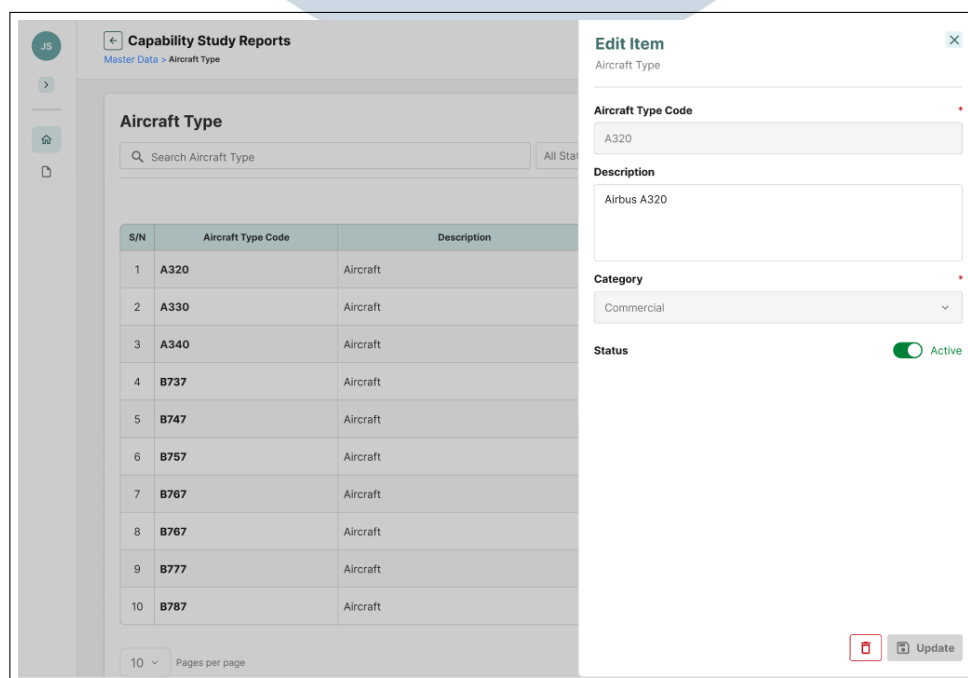 JS
Capability Study Reports
Master Data > Aircraft Type
Aircraft Type
Search Aircraft Type
All Stat
S/N Aircraft Type Code Description
1 A320 Aircraft
2 A330 Aircraft
3 A340 Aircraft
4 B737 Aircraft
5 B747 Aircraft
6 B757 Aircraft
7 B767 Aircraft
8 B767 Aircraft
9 B777 Aircraft
10 B787 Aircraft
10 Pages per page
Edit Item
Aircraft Type
Aircraft Type Code *
A320
Description
Airbus A320
Category *
Commercial
Status Active
Update